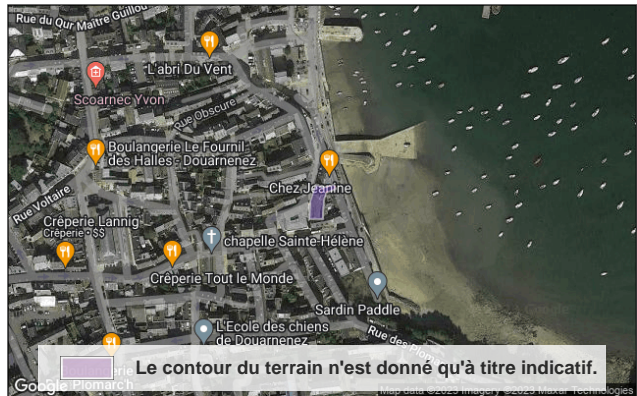 Rue du Qur Maître Guillou
L'abri Du Vent
Scoarnec Yvon
Rue Obscure
Boulangerie Le Fournil
des Halles - Douarnenez
Chez Jeanine
Rue Voltaire
Crêperie Lannig
Crêperie • $$
chapelle Sainte-Hélène
Crêperie Tout le Monde
Sardin Paddle
L'Ecole des chiens
de Douarnenez
Rue des Plomarc
Le contour du terrain n'est donné qu'à titre indicatif.
Plomarc'h
Google
Map data ©2023 Imagery ©2023 Maxar Technologies